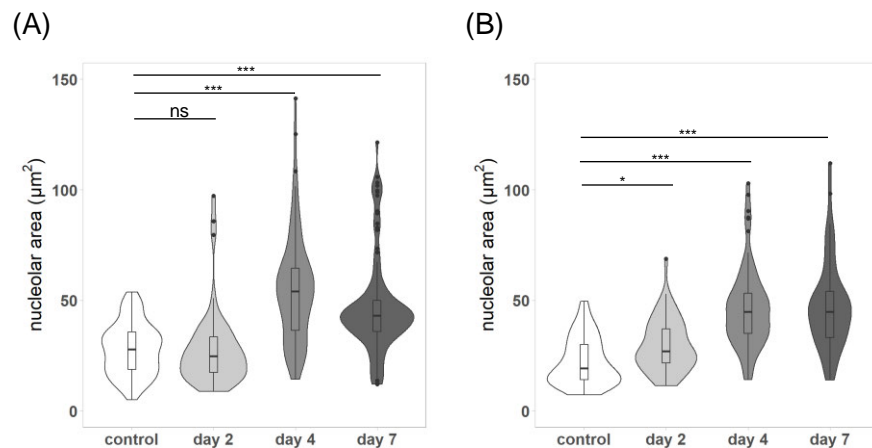 (A)
(B)
150
100
50
0
nucleolar area (µm²)
***
***
ns
control
day 2
day 4
day 7
150
100
50
0
nucleolar area (µm²)
***
***
*
control
day 2
day 4
day 7